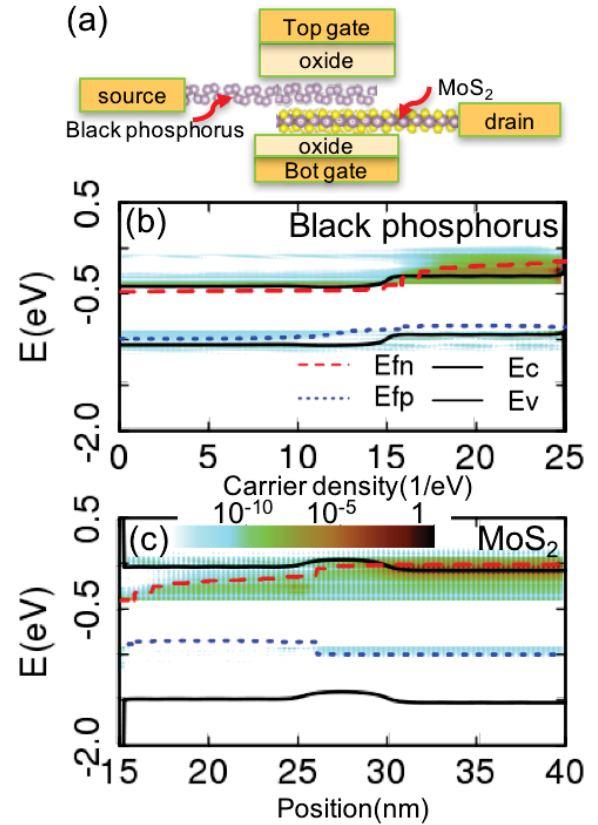 (a)
Top gate
oxide
source
MoS₂
Black phosphorus
drain
oxide
Bot gate
(b) Black phosphorus
E(eV)
0.5
-0.5
-2.0
Efn Ec
Efp Ev
0 5 10 15 20 25
Carrier density(1/eV)
(c) 10⁻¹⁰ 10⁻⁵ 1 MoS₂
E(eV)
0.5
-0.5
-2.0
15 20 25 30 35 40
Position(nm)